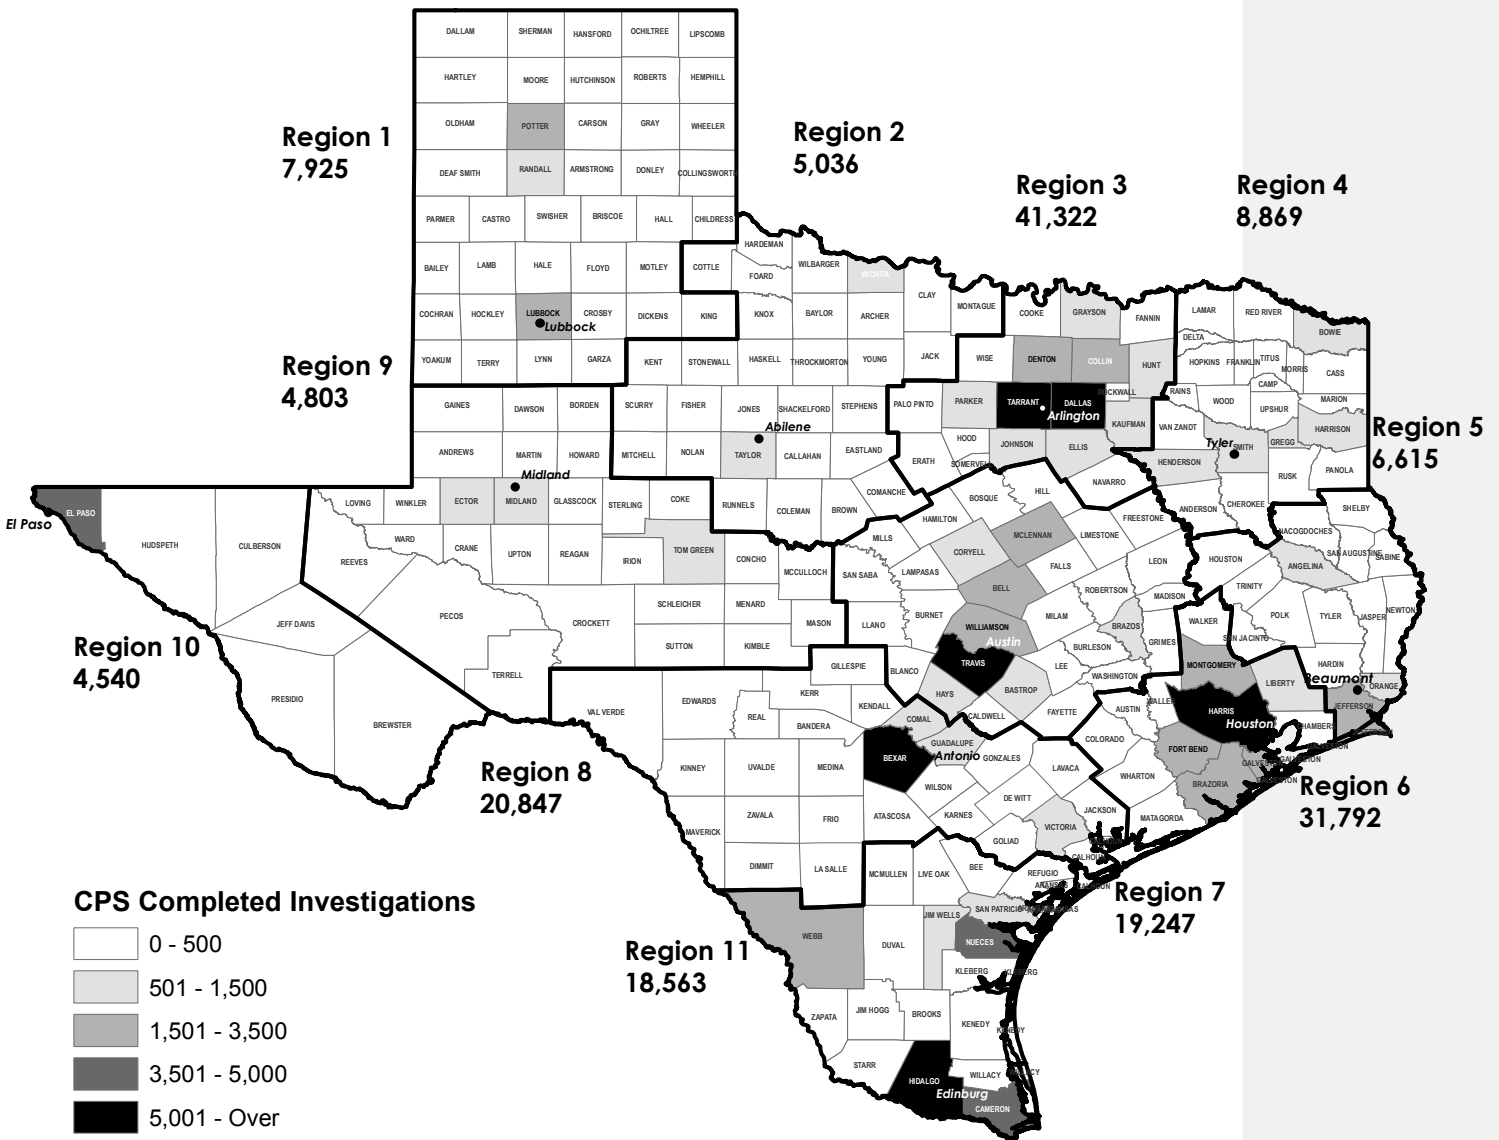 DALLAM
SHERMAN
HANSFORD
OCHILTREE
LIPSCOMB
HARTLEY
MOORE
HUTCHINSON
ROBERTS
HEMPHILL
OLDHAM
POTTER
CARSON
GRAY
WHEELER
Region 1
7,925
Region 2
5,036
DEAF SMITH
RANDALL
ARMSTRONG
DONLEY
COLLINGSWORTH
Region 3
41,322
Region 4
8,869
PARMER
CASTRO
SWISHER
BRISCOE
HALL
CHILDRESS
BAILEY
LAMB
HALE
FLOYD
MOTLEY
COTTLE
HARDEMAN
FOARD
WILBARGER
WICHITA
CLAY
MONTAGUE
COOKE
GRAYSON
FANNIN
LAMAR
RED RIVER
BOWIE
COCHRAN
HOCKLEY
LUBBOCK
Lubbock
CROSBY
DICKENS
KING
KNOX
BAYLOR
ARCHER
DELTA
YOAKUM
TERRY
LYNN
GARZA
KENT
STONEWALL
HASKELL
THROCKMORTON
YOUNG
JACK
WISE
DENTON
COLLIN
HUNT
HOPKINS
FRANKLIN
TITUS
MORRIS
CASS
CAMP
Region 9
4,803
GAINES
DAWSON
BORDEN
SCURRY
FISHER
JONES
SHACKELFORD
STEPHENS
PALO PINTO
PARKER
TARRANT
DALLAS
Arlington
ROCKWALL
KAUFMAN
RAINS
WOOD
UPSHUR
MARION
VAN ZANDT
HARRISON
Region 5
6,615
ANDREWS
MARTIN
HOWARD
MITCHELL
NOLAN
TAYLOR
Abilene
CALLAHAN
EASTLAND
ERATH
HOOD
SOMERVELL
JOHNSON
ELLIS
HENDERSON
Tyler
SMITH
GREGG
RUSK
PANOLA
Midland
EL PASO
El Paso
HUDSPETH
CULBERSON
LOVING
WINKLER
ECTOR
MIDLAND
GLASSCOCK
STERLING
COKE
RUNNELS
COLEMAN
BROWN
COMANCHE
BOSQUE
HILL
NAVARRO
ANDERSON
CHEROKEE
SHELBY
NACOGDOCHES
REEVES
WARD
CRANE
UPTON
REAGAN
IRION
TOM GREEN
CONCHO
MCCULLOCH
HAMILTON
MILLS
CORYELL
MCLENNAN
LIMESTONE
FREESTONE
LEON
HOUSTON
ANGELINA
SAN AUGUSTINE
SABINE
SAN SABA
LAMPASAS
FALLS
BELL
ROBERTSON
MADISON
TRINITY
POLK
TYLER
JASPER
NEWTON
JEFF DAVIS
PECOS
CROCKETT
SCHLEICHER
MENARD
MASON
LLANO
BURNET
WILLIAMSON
Austin
MILAM
BRAZOS
GRIMES
WALKER
SAN JACINTO
Region 10
4,540
SUTTON
KIMBLE
GILLESPIE
BLANCO
TRAVIS
LEE
BURLESON
WASHINGTON
MONTGOMERY
LIBERTY
HARDIN
Beaumont
ORANGE
JEFFERSON
TERRELL
PRESIDIO
BREWSTER
VAL VERDE
EDWARDS
KERR
REAL
BANDERA
KENDALL
HAYS
BASTROP
CALDWELL
FAYETTE
AUSTIN
WALLER
HARRIS
Houston
CHAMBERS
COMAL
GUADALUPE
BEXAR
Antonio
GONZALES
COLORADO
FORT BEND
GALVESTON
Region 8
20,847
KINNEY
UVALDE
MEDINA
WILSON
LAVACA
WHARTON
BRAZORIA
Region 6
31,792
MAVERICK
ZAVALA
FRIO
ATASCOSA
KARNES
DE WITT
JACKSON
MATAGORDA
DIMMIT
LA SALLE
MCMULLEN
LIVE OAK
BEE
GOLIAD
VICTORIA
CALHOUN
REFUGIO
Region 7
19,247
CPS Completed Investigations
0 - 500
501 - 1,500
1,501 - 3,500
3,501 - 5,000
5,001 - Over
Region 11
18,563
WEBB
DUVAL
JIM WELLS
SAN PATRICIO
NUECES
KLEBERG
KLEBERG
ZAPATA
JIM HOGG
BROOKS
KENEDY
KENEDY
STARR
HIDALGO
Edinburg
WILLACY
CAMERON